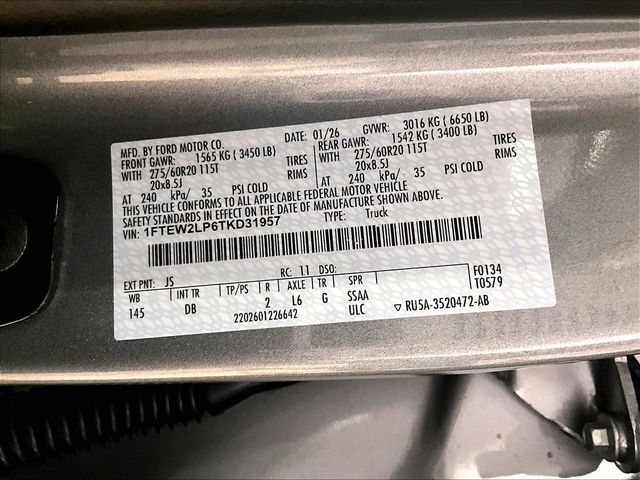 MFD. BY FORD MOTOR CO. DATE: 01/26 GVWR: 3016 KG ( 6650 LB)
FRONT GAWR: 1565 KG ( 3450 LB) REAR GAWR: 1542 KG ( 3400 LB)
WITH 275/60R20 115T TIRES WITH 275/60R20 115T TIRES
20x8.5J RIMS 20x8.5J RIMS
AT 240 kPa/ 35 PSI COLD AT 240 kPa/ 35 PSI COLD
THIS VEHICLE CONFORMS TO ALL APPLICABLE FEDERAL MOTOR VEHICLE
SAFETY STANDARDS IN EFFECT ON THE DATE OF MANUFACTURE SHOWN ABOVE.
VIN: 1FTEW2LP6TKD31957 TYPE: Truck
EXT PNT: JS RC: 11 DSO: F0134
WB INT TR TP/PS R AXLE TR SPR T0579
145 DB 2 L6 G SSAA
2202601226642 ULC ▽ RU5A-3520472-AB